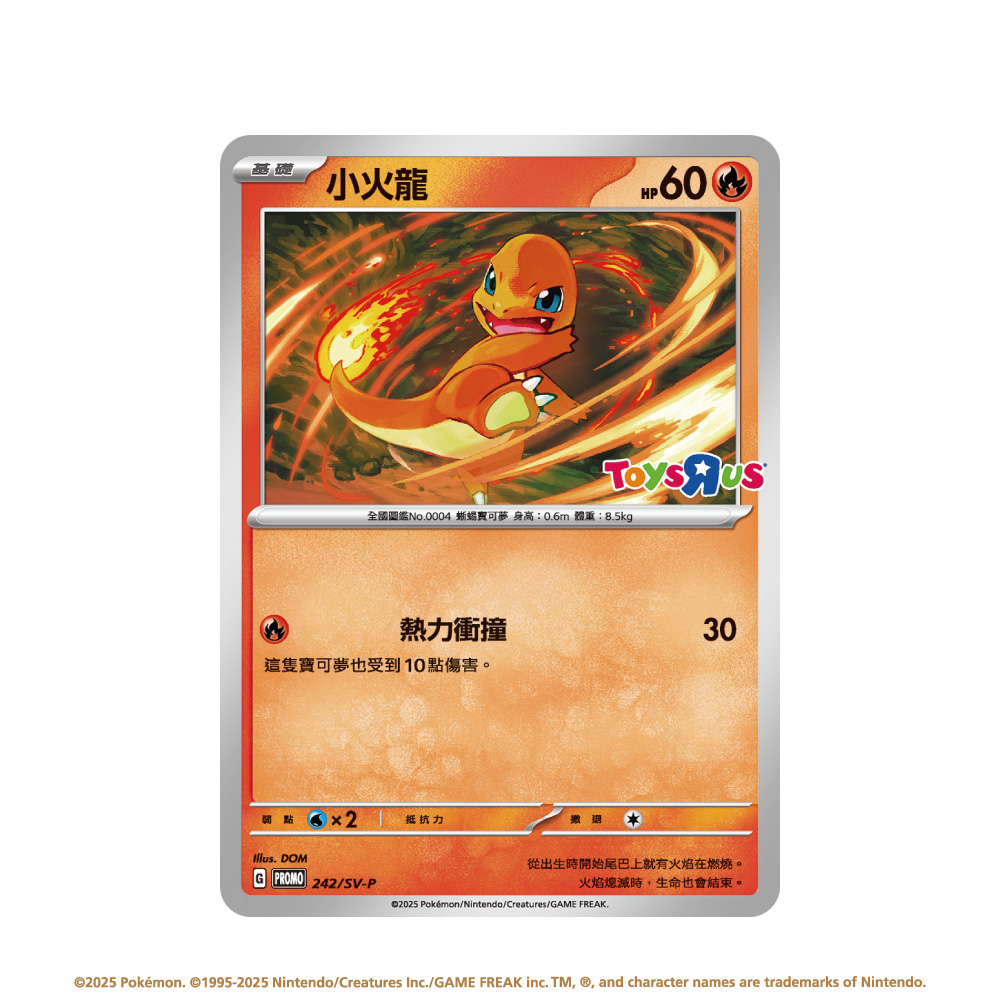 基礎
小火龍
HP60
ToysЯus
全國圖鑑No.0004 蜥蜴寶可夢 身高：0.6m 體重：8.5kg
熱力衝撞 30
這隻寶可夢也受到10點傷害。
弱點 ×2 抵抗力 撤退
Illus. DOM
從出生時開始尾巴上就有火焰在燃燒。
G PROMO 242/SV-P
火焰熄滅時，生命也會結束。
©2025 Pokémon/Nintendo/Creatures/GAME FREAK.
©2025 Pokémon. ©1995-2025 Nintendo/Creatures Inc./GAME FREAK inc. TM, ®, and character names are trademarks of Nintendo.